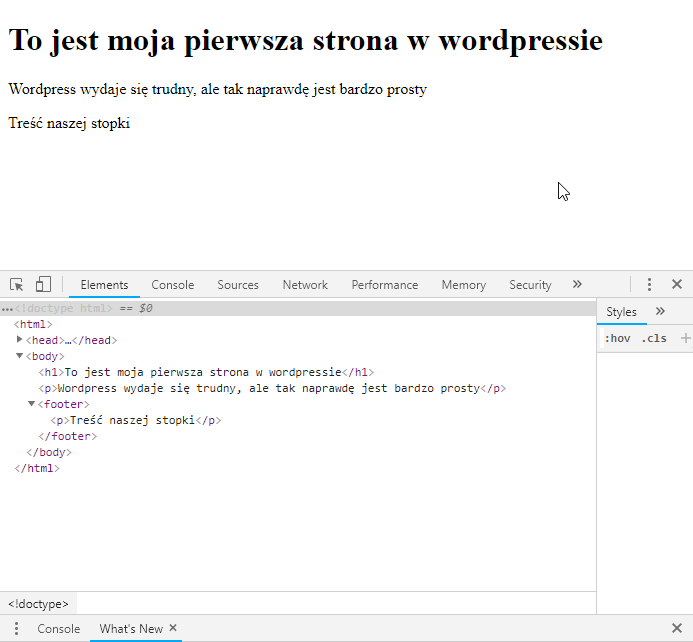 To jest moja pierwsza strona w wordpressie
Wordpress wydaje się trudny, ale tak naprawdę jest bardzo prosty
Treść naszej stopki
Elements Console Sources Network Performance Memory Security »
…<!doctype html> == $0
Styles »
<html>
:hov .cls +
<head>…</head>
<body>
<h1>To jest moja pierwsza strona w wordpressie</h1>
<p>Wordpress wydaje się trudny, ale tak naprawdę jest bardzo prosty</p>
<footer>
<p>Treść naszej stopki</p>
</footer>
</body>
</html>
<!doctype>
Console What's New ×